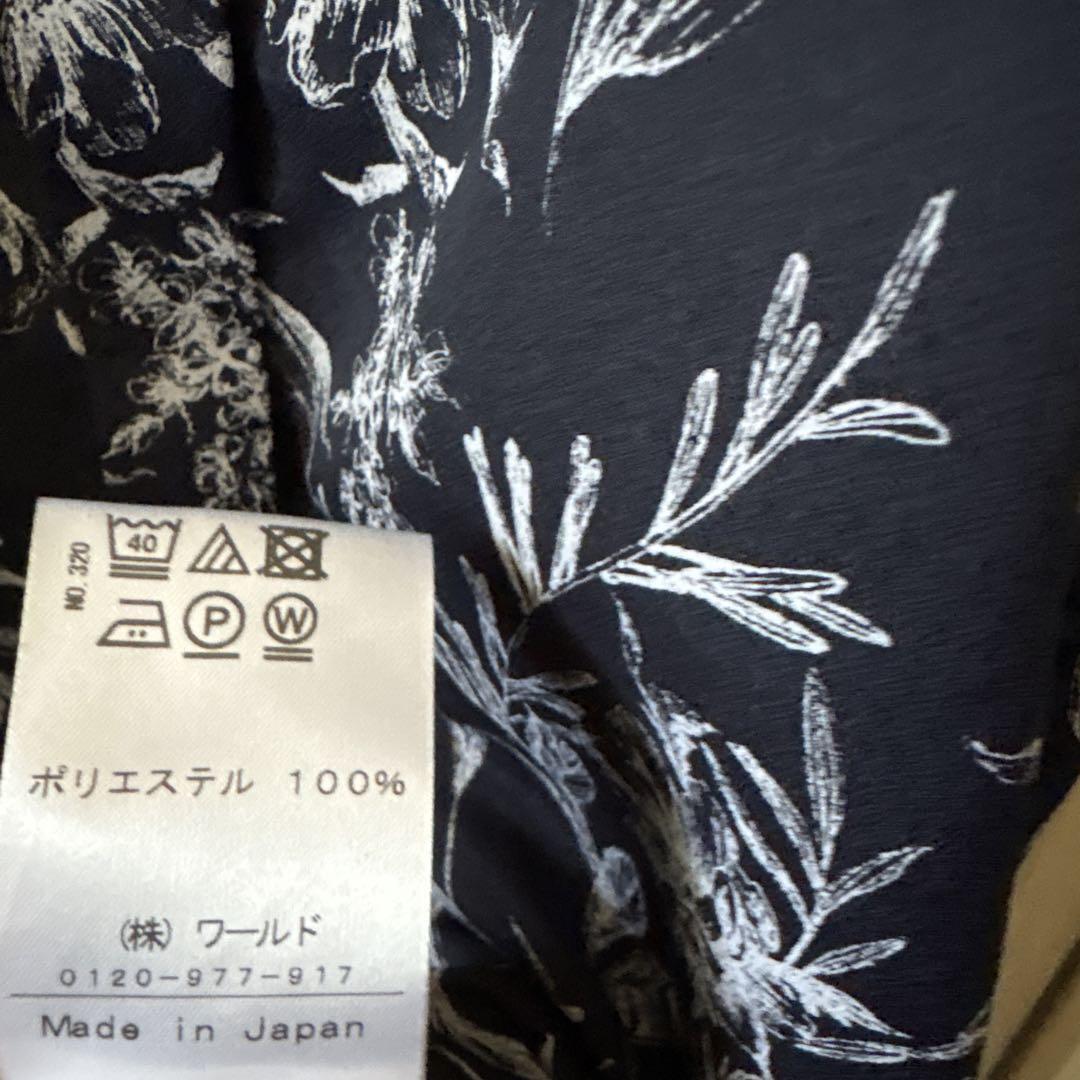 NO.320
40
P W
ポリエステル 100%
(株) ワールド
0120-977-917
Made in Japan